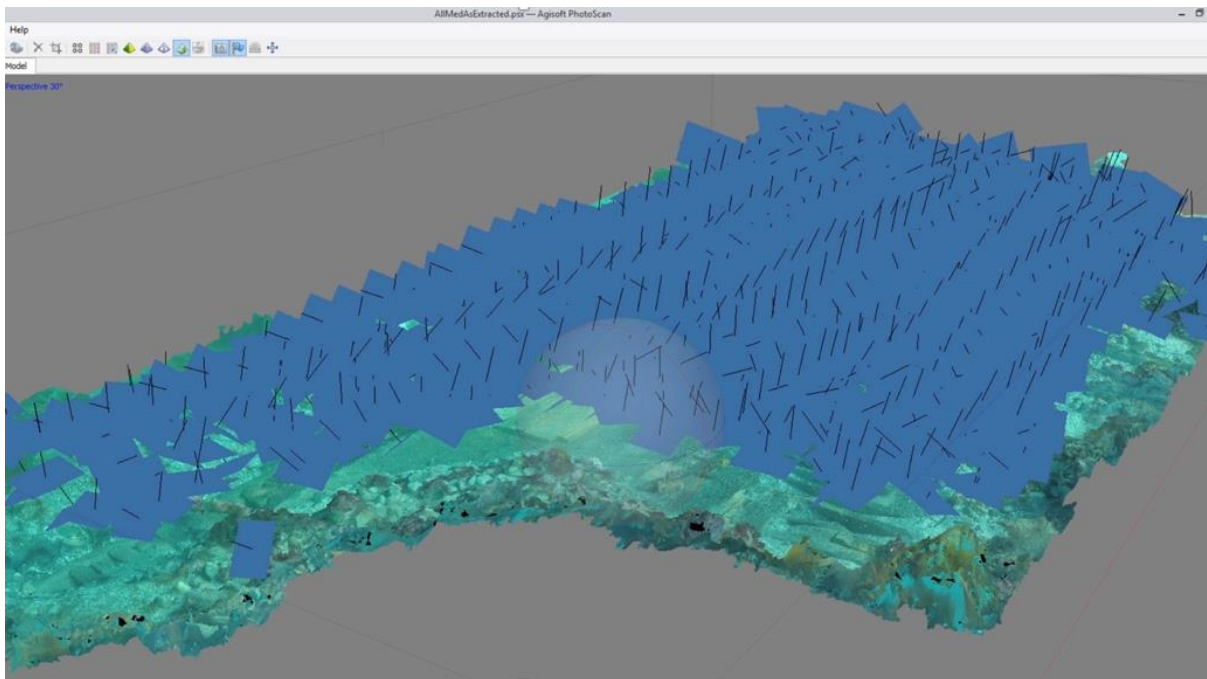 AllMedAsExtracted.psx — Agisoft PhotoScan
Help
Model
Perspective 30°